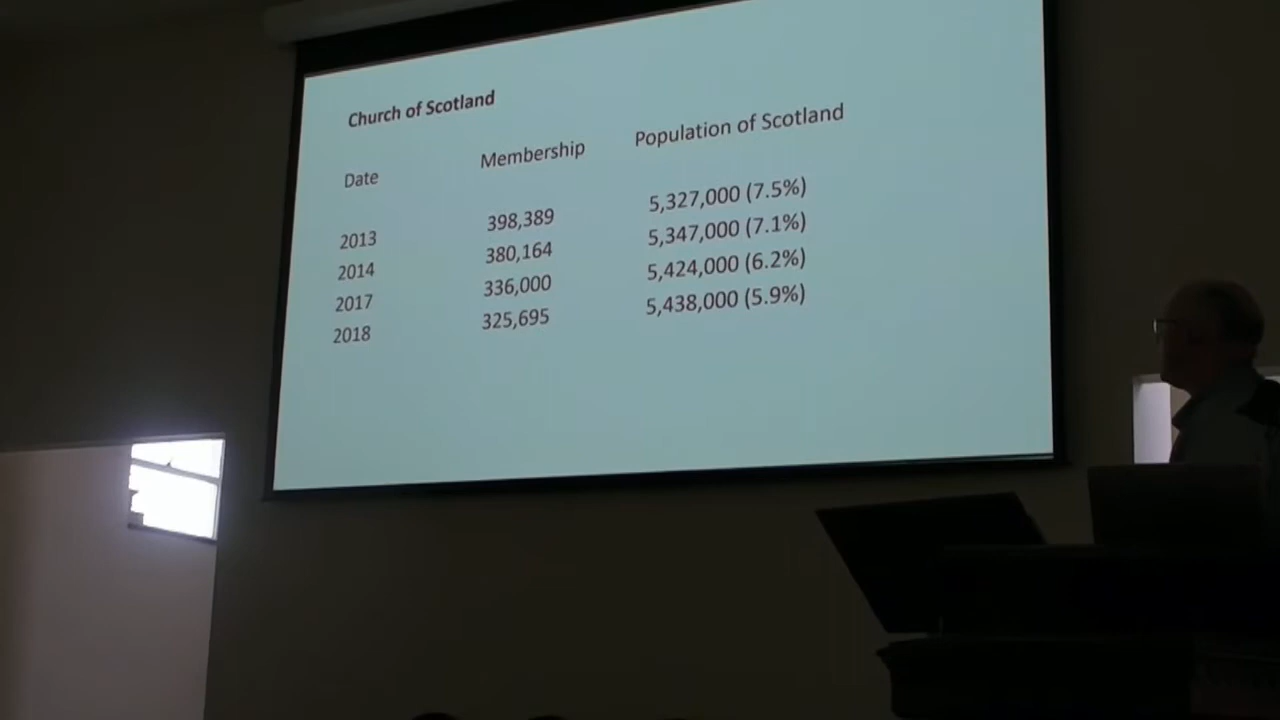 Church of Scotland
Date Membership Population of Scotland
2013 398,389 5,327,000 (7.5%)
2014 380,164 5,347,000 (7.1%)
2017 336,000 5,424,000 (6.2%)
2018 325,695 5,438,000 (5.9%)